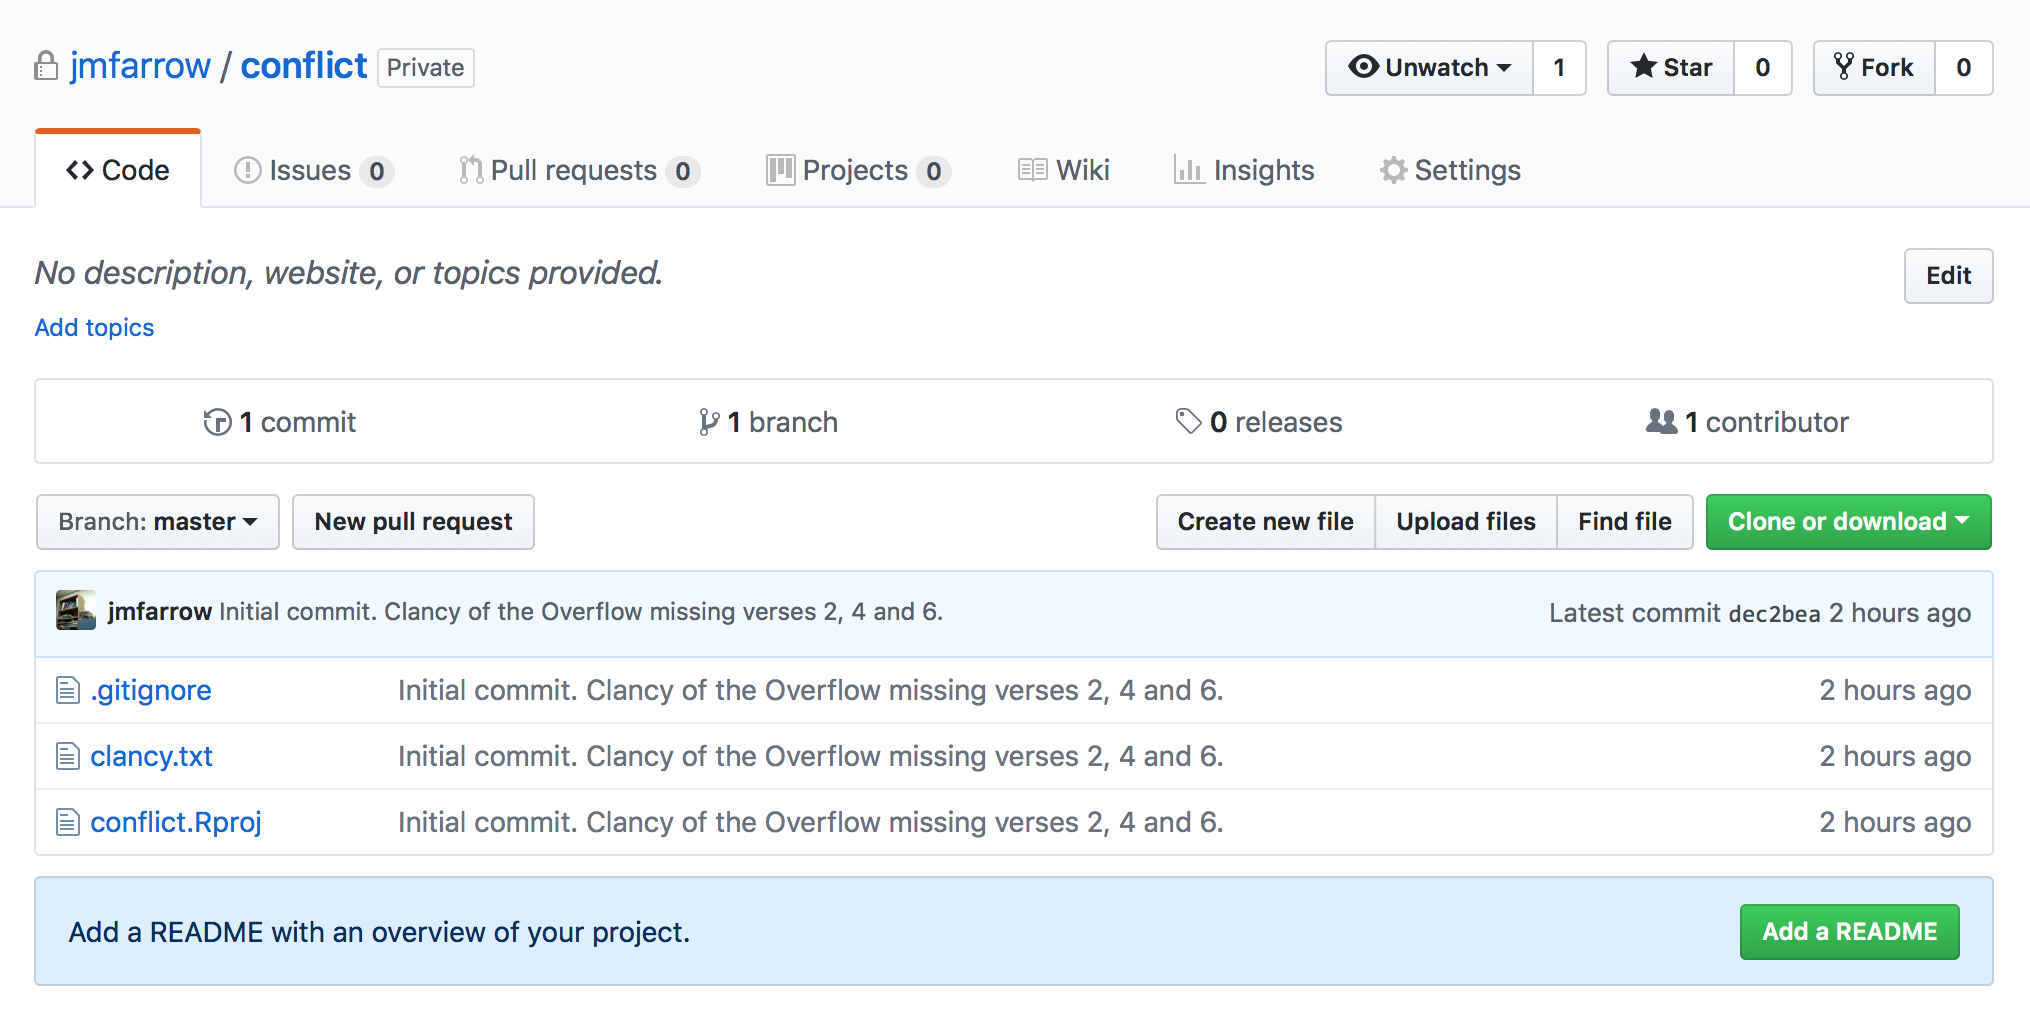 jmfarrow / conflict Private Unwatch 1 Star 0 Fork 0
Code Issues 0 Pull requests 0 Projects 0 Wiki Insights Settings
No description, website, or topics provided. Edit
Add topics
1 commit 1 branch 0 releases 1 contributor
Branch: master New pull request Create new file Upload files Find file Clone or download
jmfarrow Initial commit. Clancy of the Overflow missing verses 2, 4 and 6. Latest commit dec2bea 2 hours ago
.gitignore Initial commit. Clancy of the Overflow missing verses 2, 4 and 6. 2 hours ago
clancy.txt Initial commit. Clancy of the Overflow missing verses 2, 4 and 6. 2 hours ago
conflict.Rproj Initial commit. Clancy of the Overflow missing verses 2, 4 and 6. 2 hours ago
Add a README with an overview of your project. Add a README